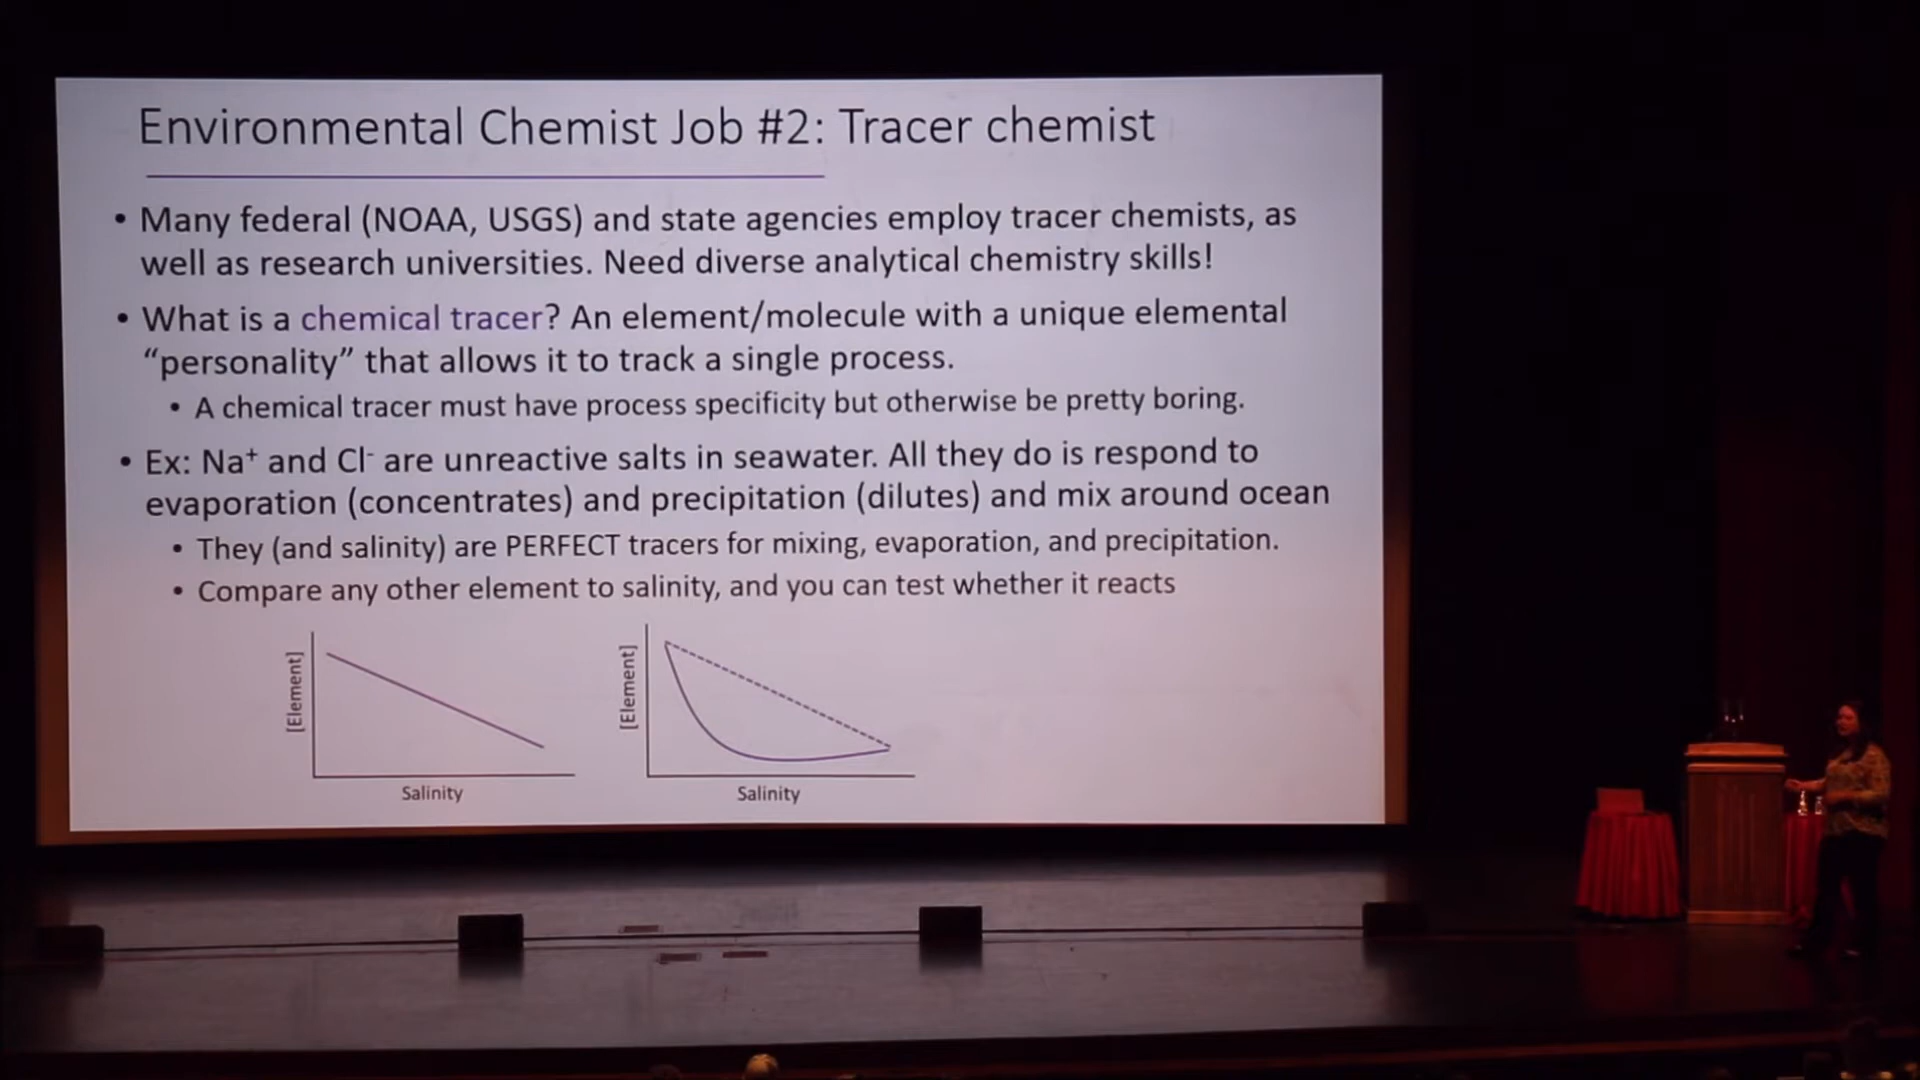 Environmental Chemist Job #2: Tracer chemist
• Many federal (NOAA, USGS) and state agencies employ tracer chemists, as
well as research universities. Need diverse analytical chemistry skills!
• What is a chemical tracer? An element/molecule with a unique elemental
“personality” that allows it to track a single process.
• A chemical tracer must have process specificity but otherwise be pretty boring.
• Ex: Na⁺ and Cl⁻ are unreactive salts in seawater. All they do is respond to
evaporation (concentrates) and precipitation (dilutes) and mix around ocean
• They (and salinity) are PERFECT tracers for mixing, evaporation, and precipitation.
• Compare any other element to salinity, and you can test whether it reacts
[Element]
Salinity
[Element]
Salinity